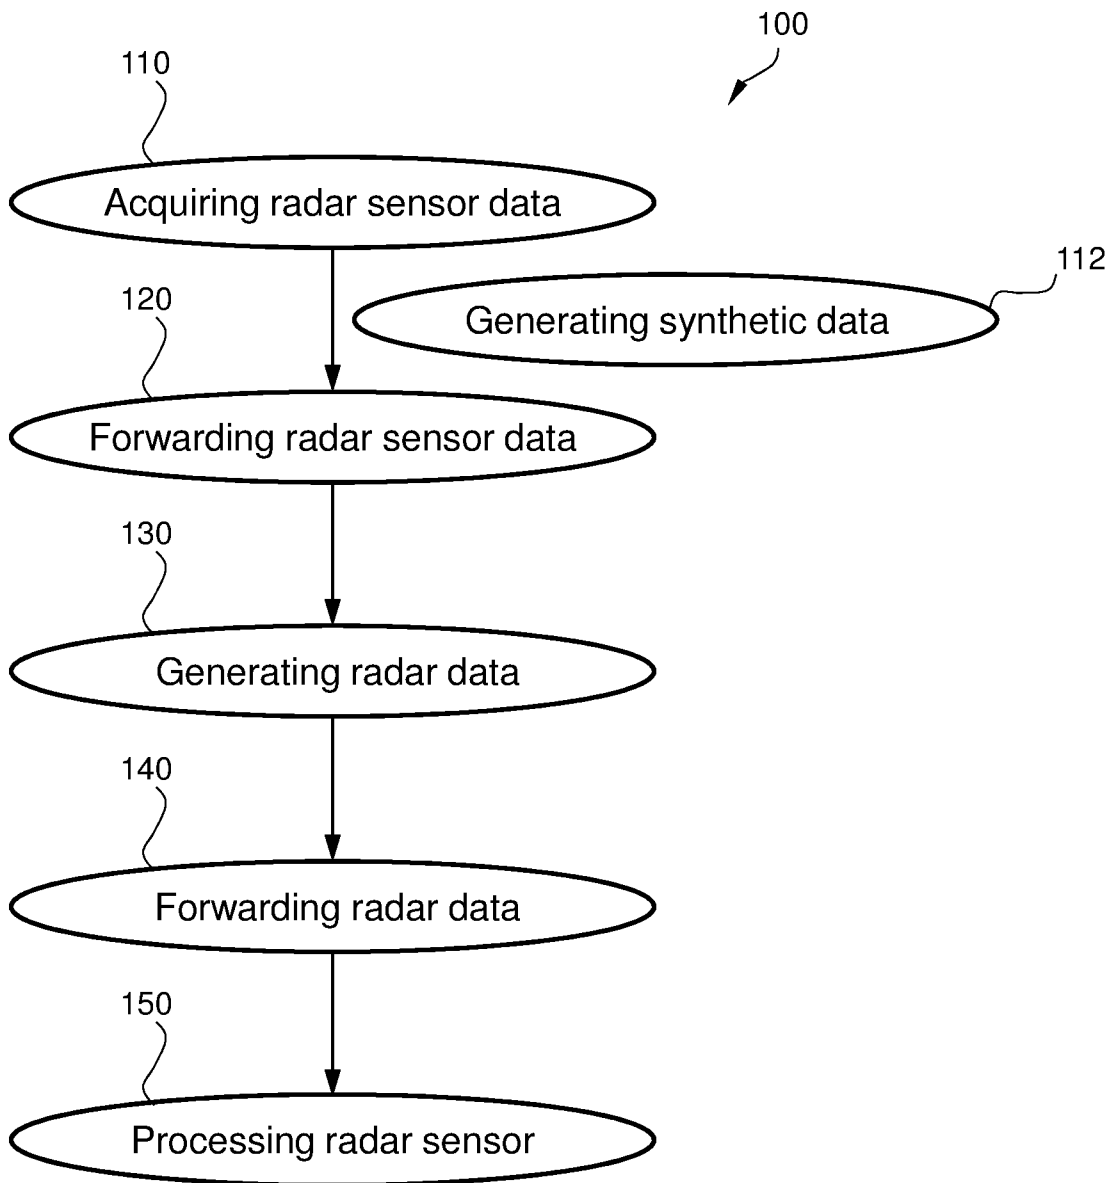 100
110
Acquiring radar sensor data
112
Generating synthetic data
120
Forwarding radar sensor data
130
Generating radar data
140
Forwarding radar data
150
Processing radar sensor